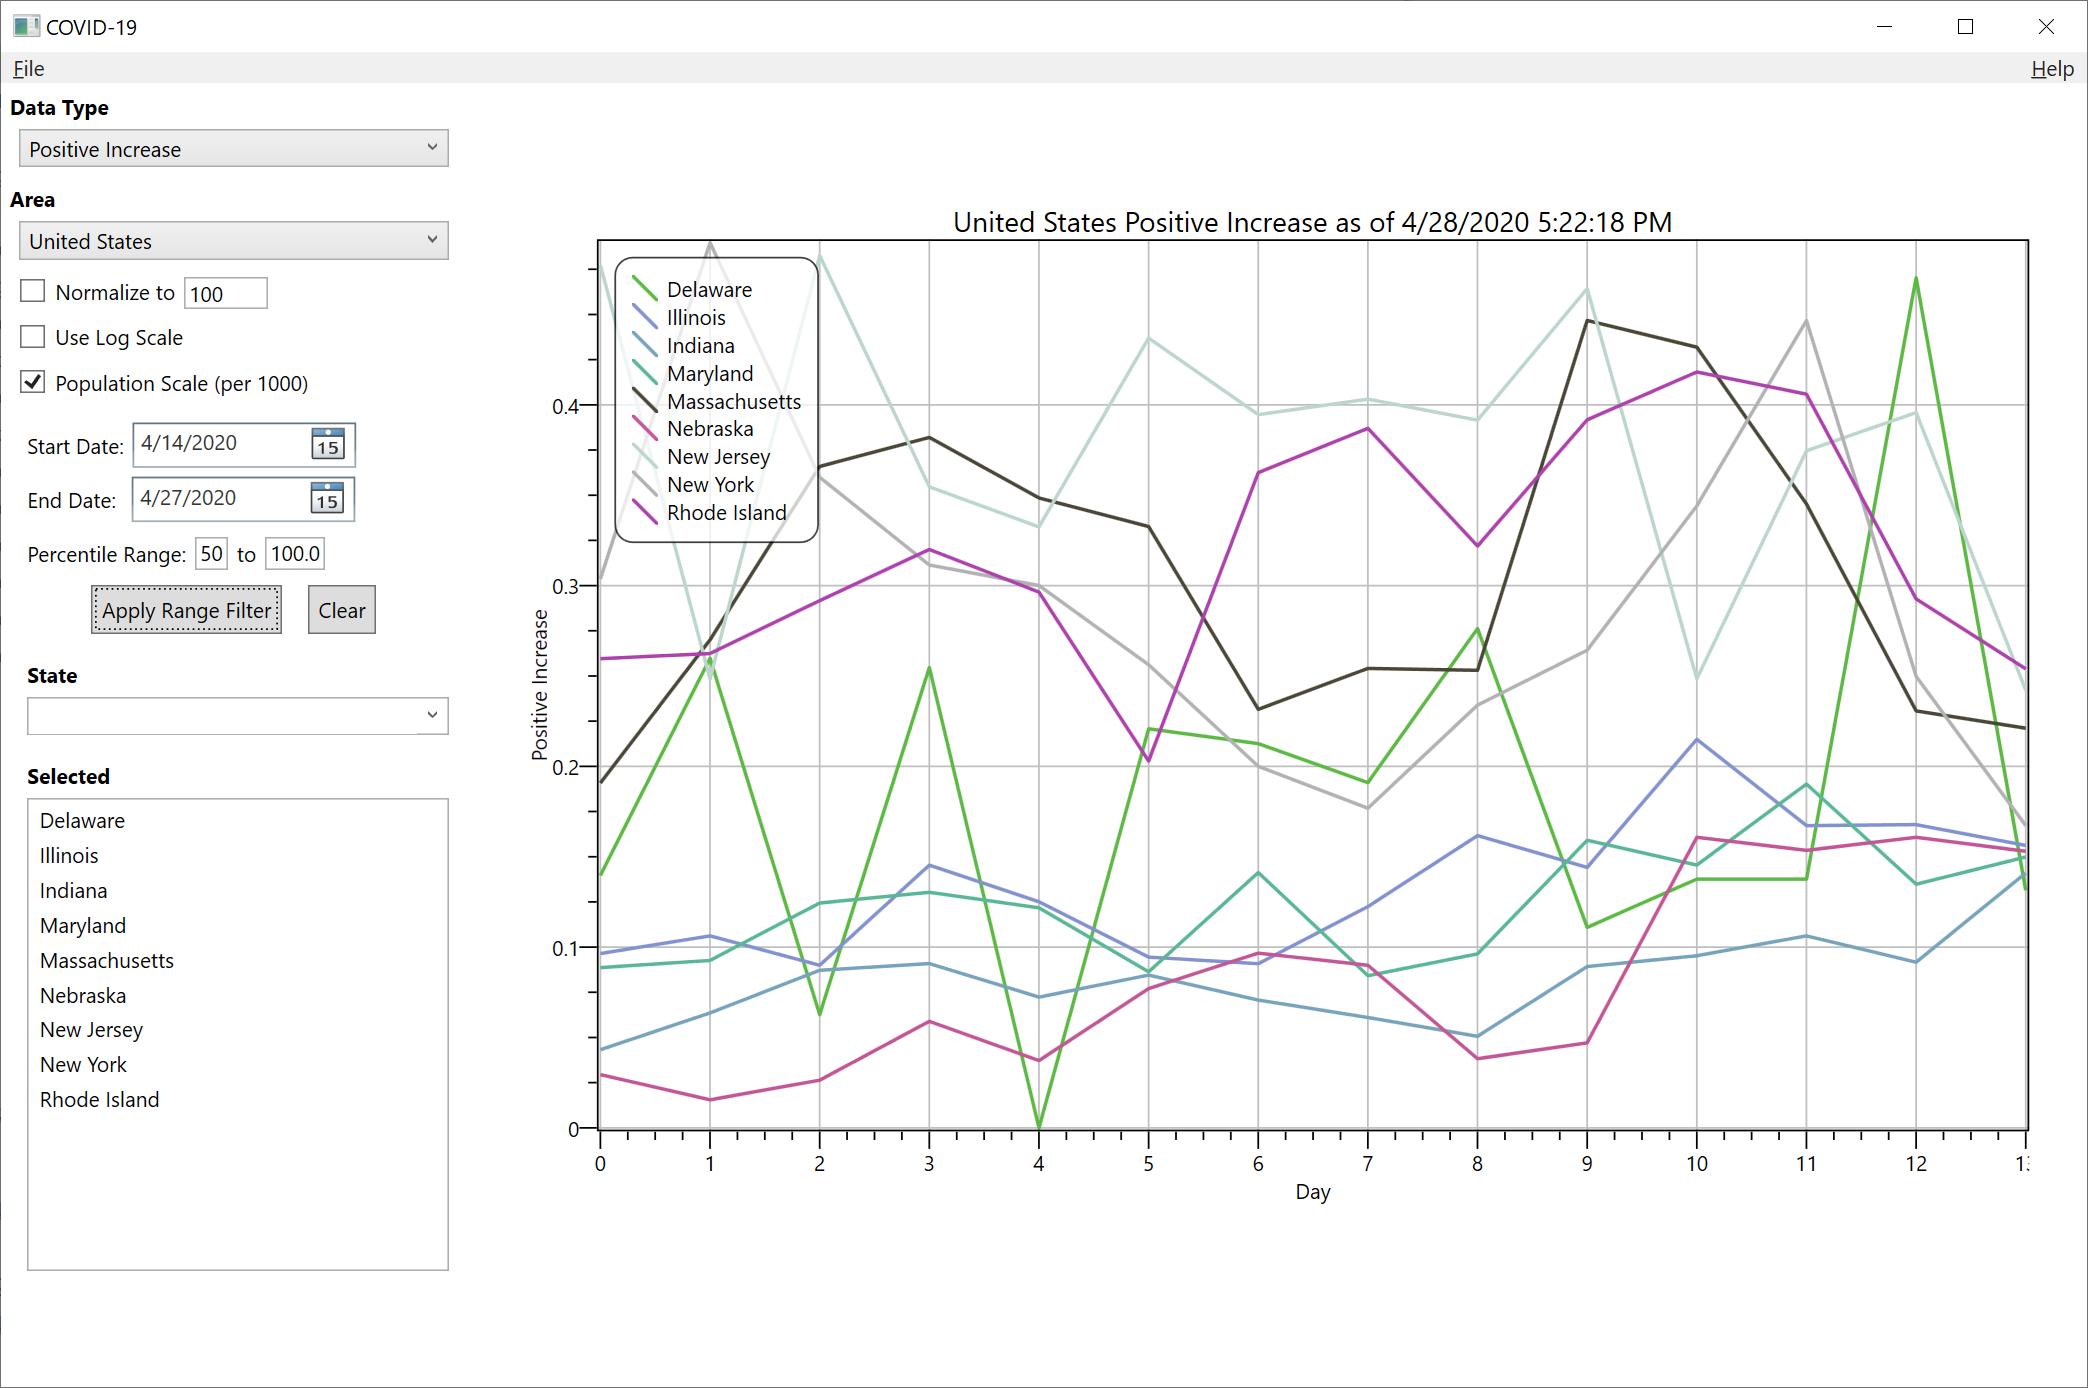 COVID-19
File Help
Data Type
Positive Increase
Area
United States
Normalize to 100
Use Log Scale
Population Scale (per 1000)
Start Date: 4/14/2020 15
End Date: 4/27/2020 15
Percentile Range: 50 to 100.0
Apply Range Filter Clear
State
Selected
Delaware
Illinois
Indiana
Maryland
Massachusetts
Nebraska
New Jersey
New York
Rhode Island
United States Positive Increase as of 4/28/2020 5:22:18 PM
Delaware
Illinois
Indiana
Maryland
Massachusetts
Nebraska
New Jersey
New York
Rhode Island
Positive Increase
0.4
0.3
0.2
0.1
0
0 1 2 3 4 5 6 7 8 9 10 11 12
Day